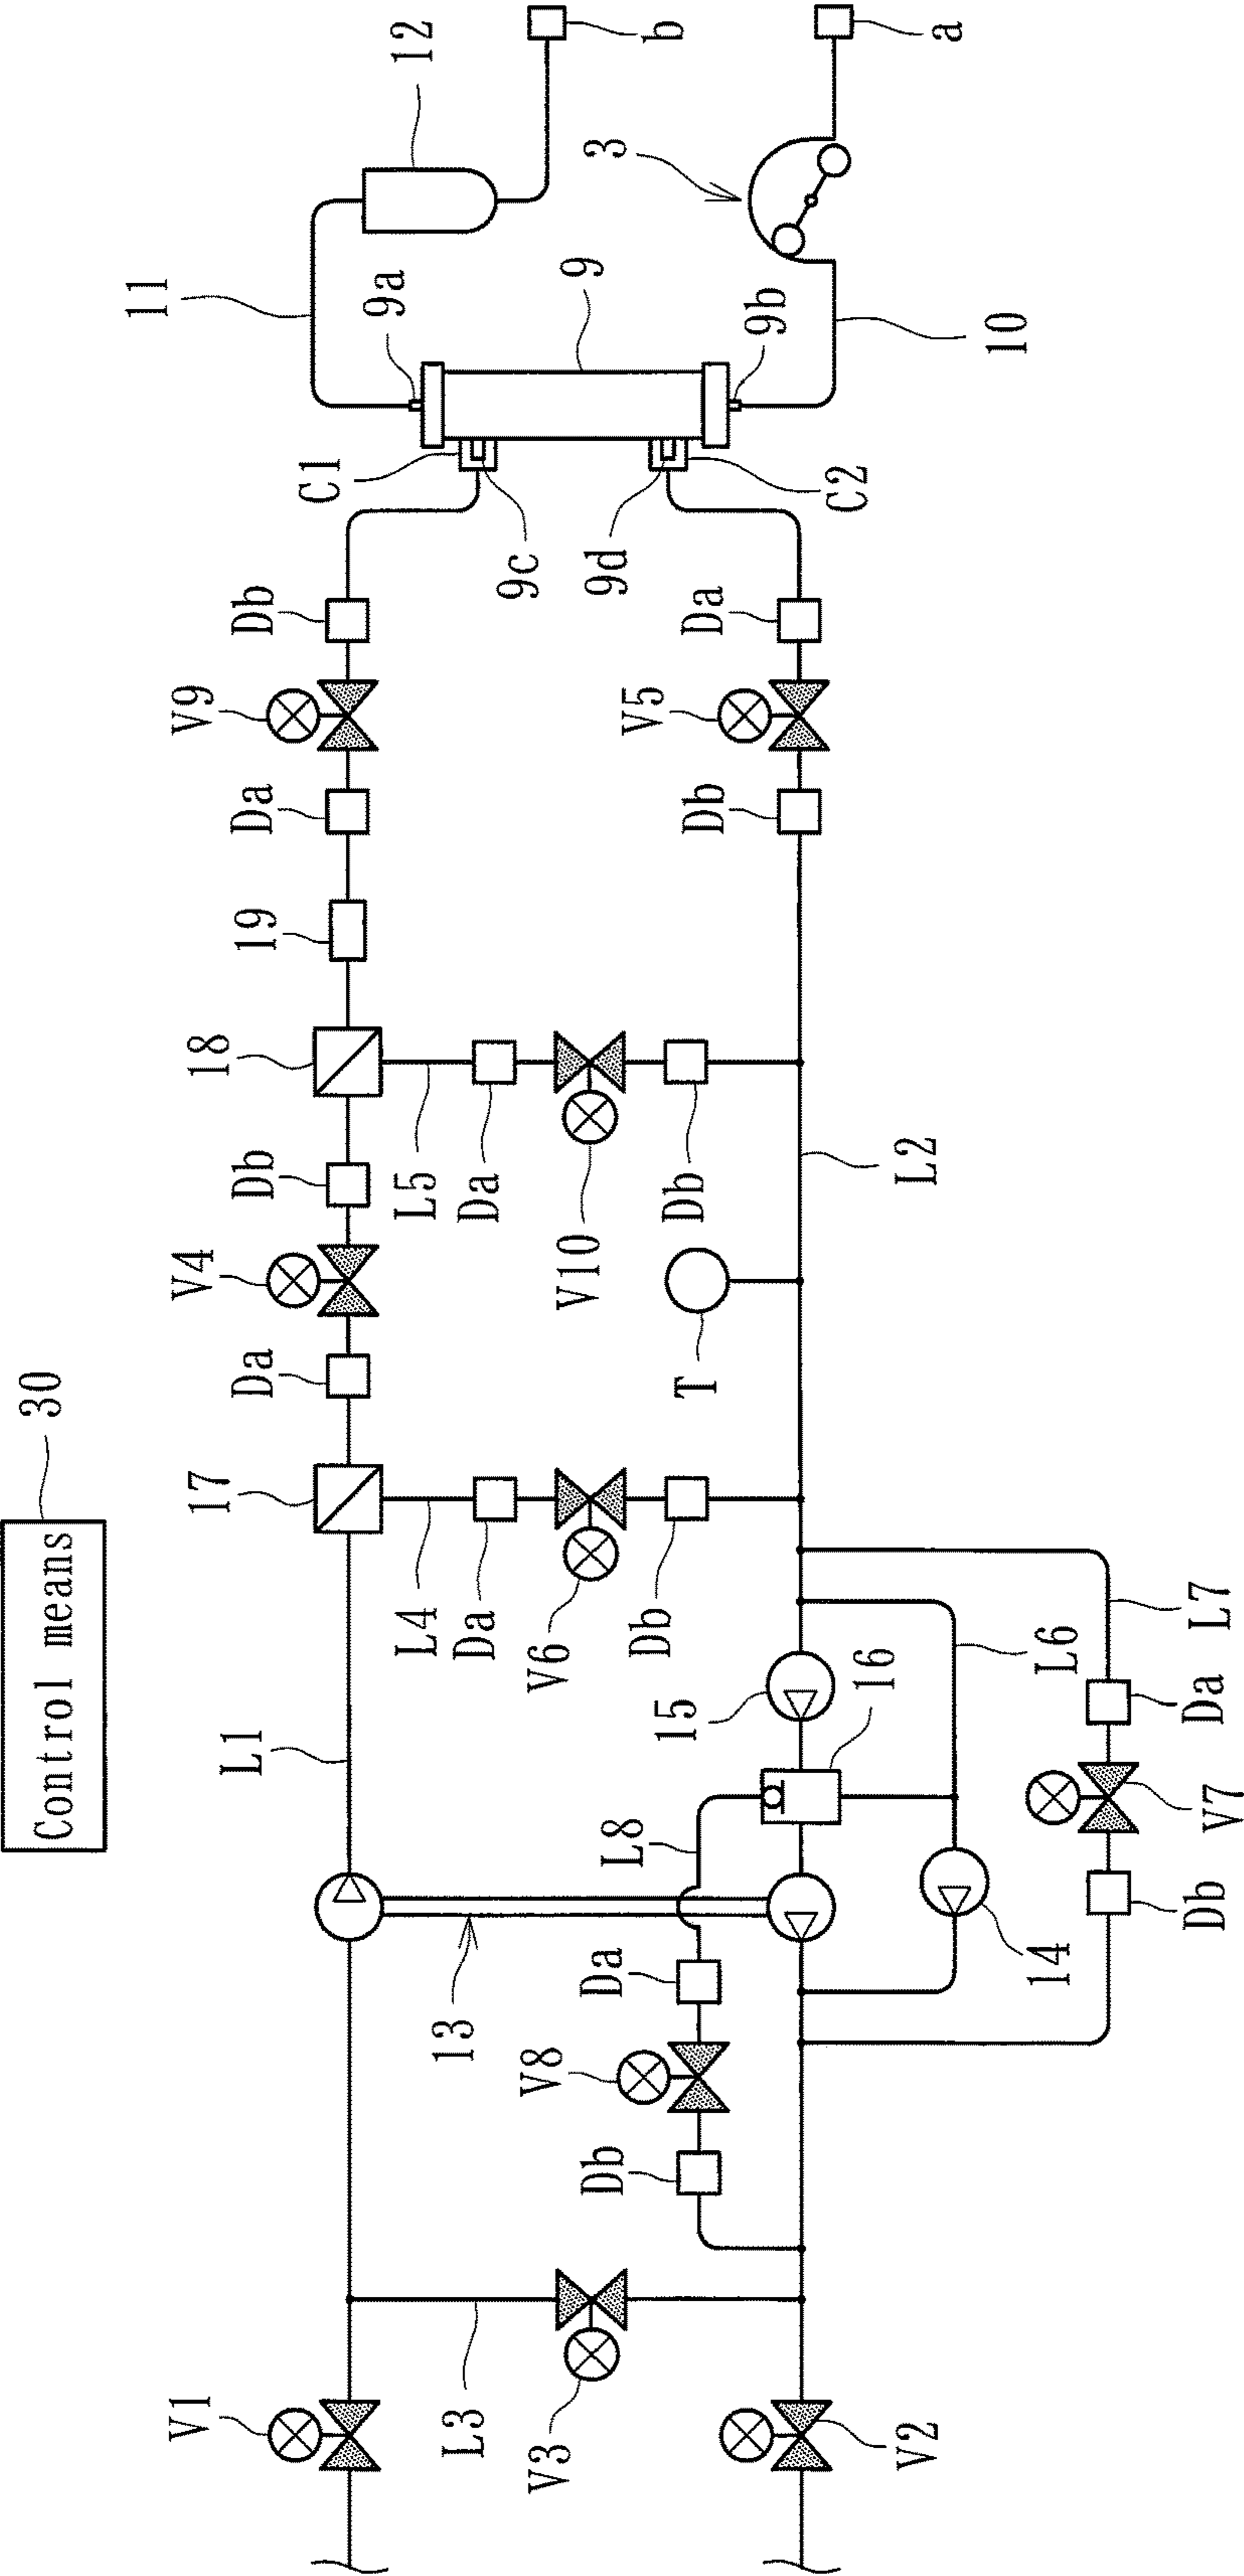 Control means
30
V1
V2
V3
L3
L1
13
V8
Da
Db
L8
14
15
16
L6
L7
Da
V7
Db
17
L4
Da
V6
Db
Da
V4
Db
T
L2
18
L5
Da
V10
Db
19
Da
V9
Db
Db
V5
Da
C1
9c
9d
C2
9a
9
9b
11
12
b
3
10
a